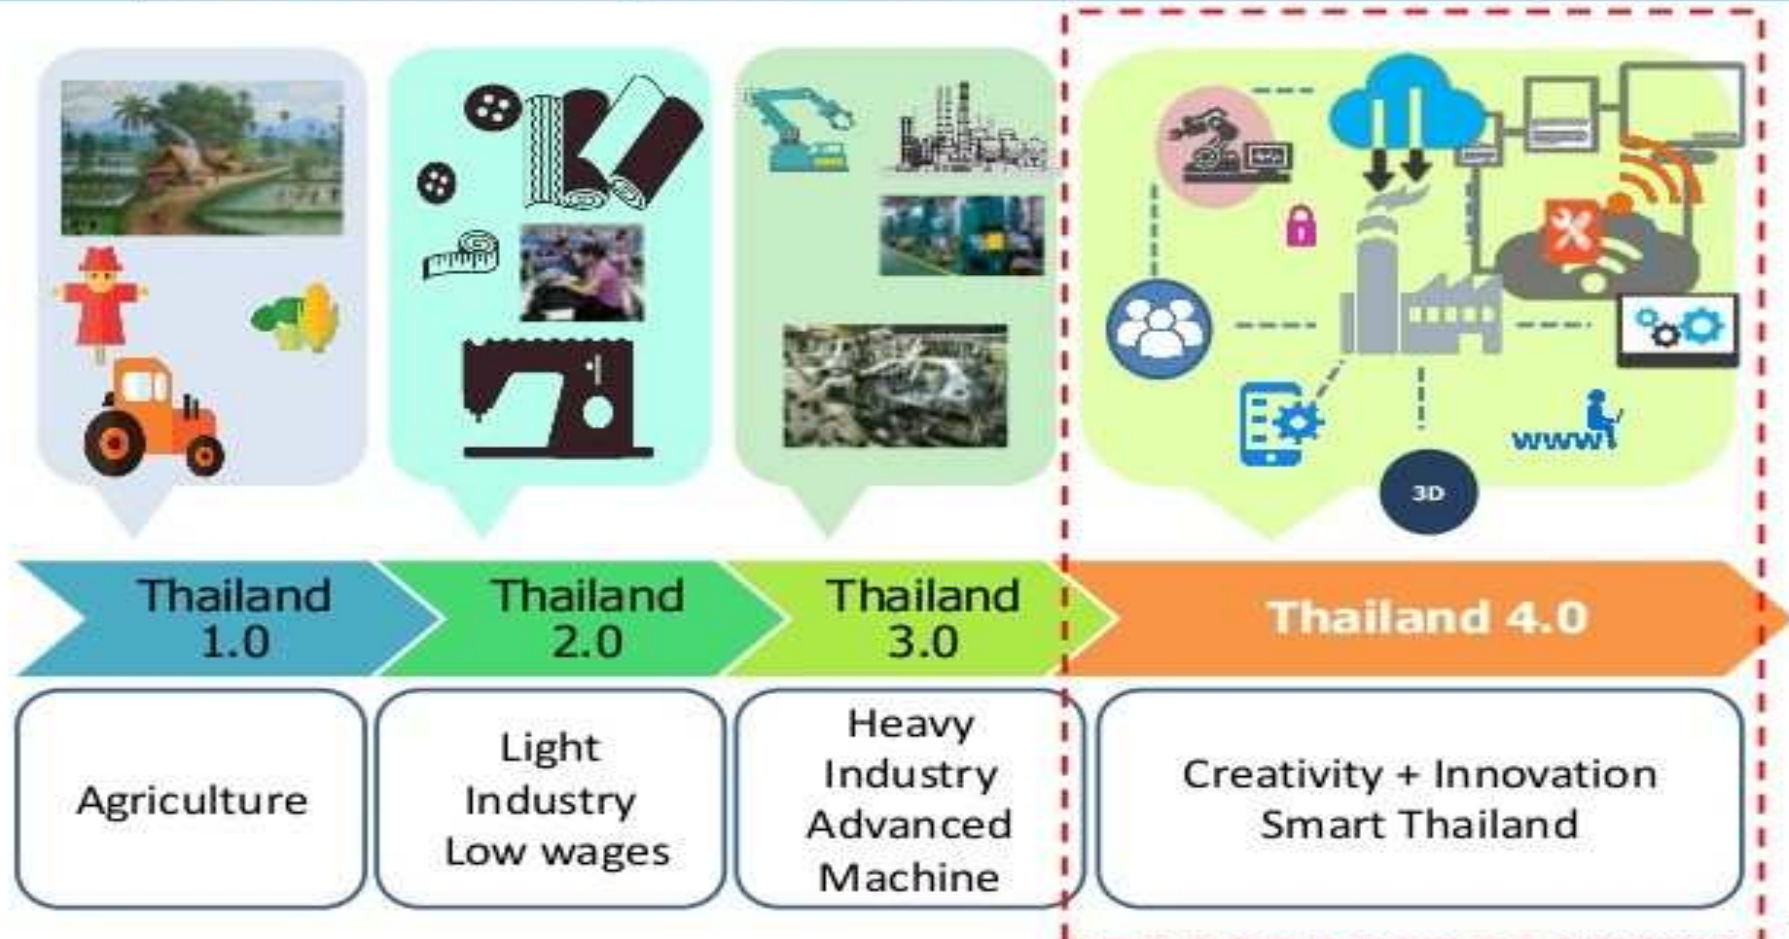 3D
www
Thailand
1.0
Thailand
2.0
Thailand
3.0
Thailand 4.0
Agriculture
Light
Industry
Low wages
Heavy
Industry
Advanced
Machine
Creativity + Innovation
Smart Thailand